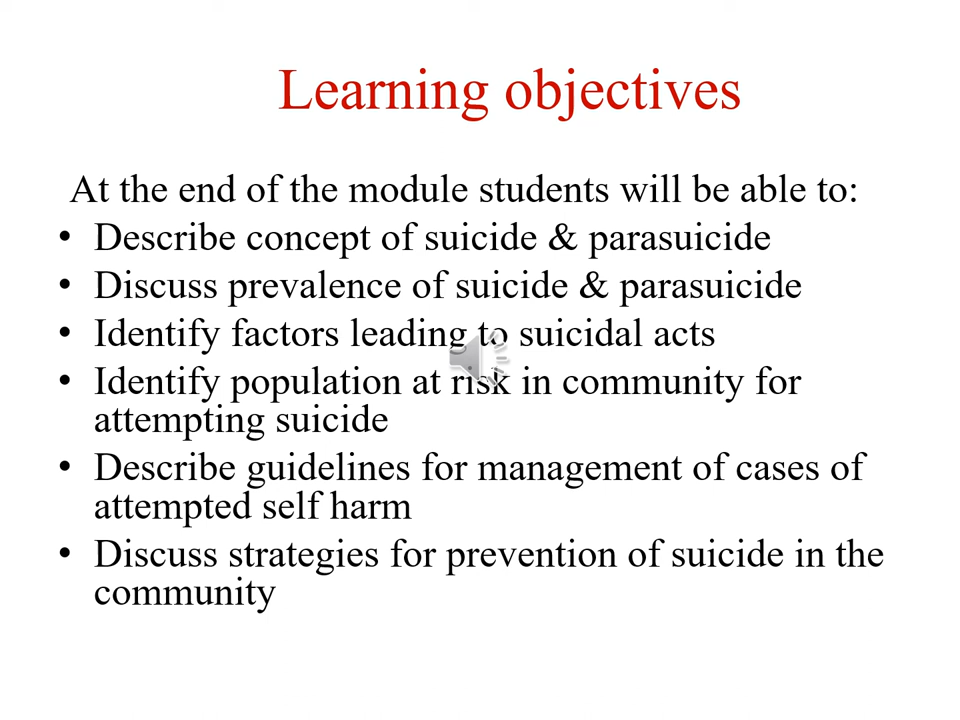 Learning objectives
At the end of the module students will be able to:
• Describe concept of suicide & parasuicide
• Discuss prevalence of suicide & parasuicide
• Identify factors leading to suicidal acts
• Identify population at risk in community for
attempting suicide
• Describe guidelines for management of cases of
attempted self harm
• Discuss strategies for prevention of suicide in the
community